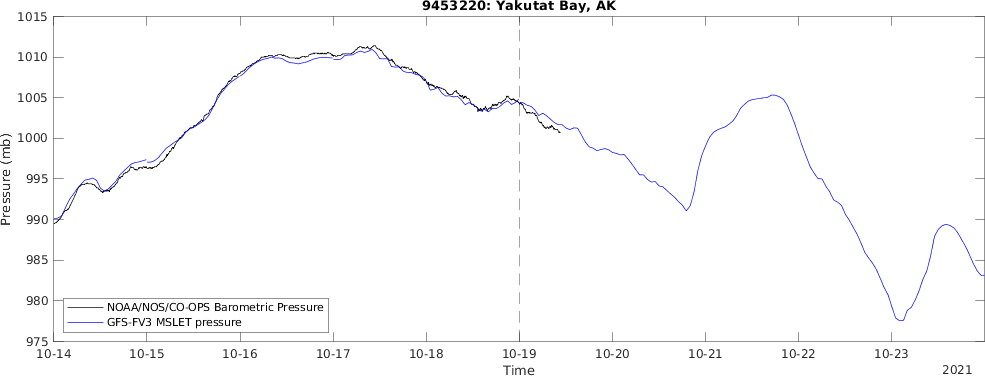 9453220: Yakutat Bay, AK
Pressure (mb)
1015
1010
1005
1000
995
990
985
980
975
NOAA/NOS/CO-OPS Barometric Pressure
GFS-FV3 MSLET pressure
10-14 10-15 10-16 10-17 10-18 10-19 10-20 10-21 10-22 10-23
Time
2021